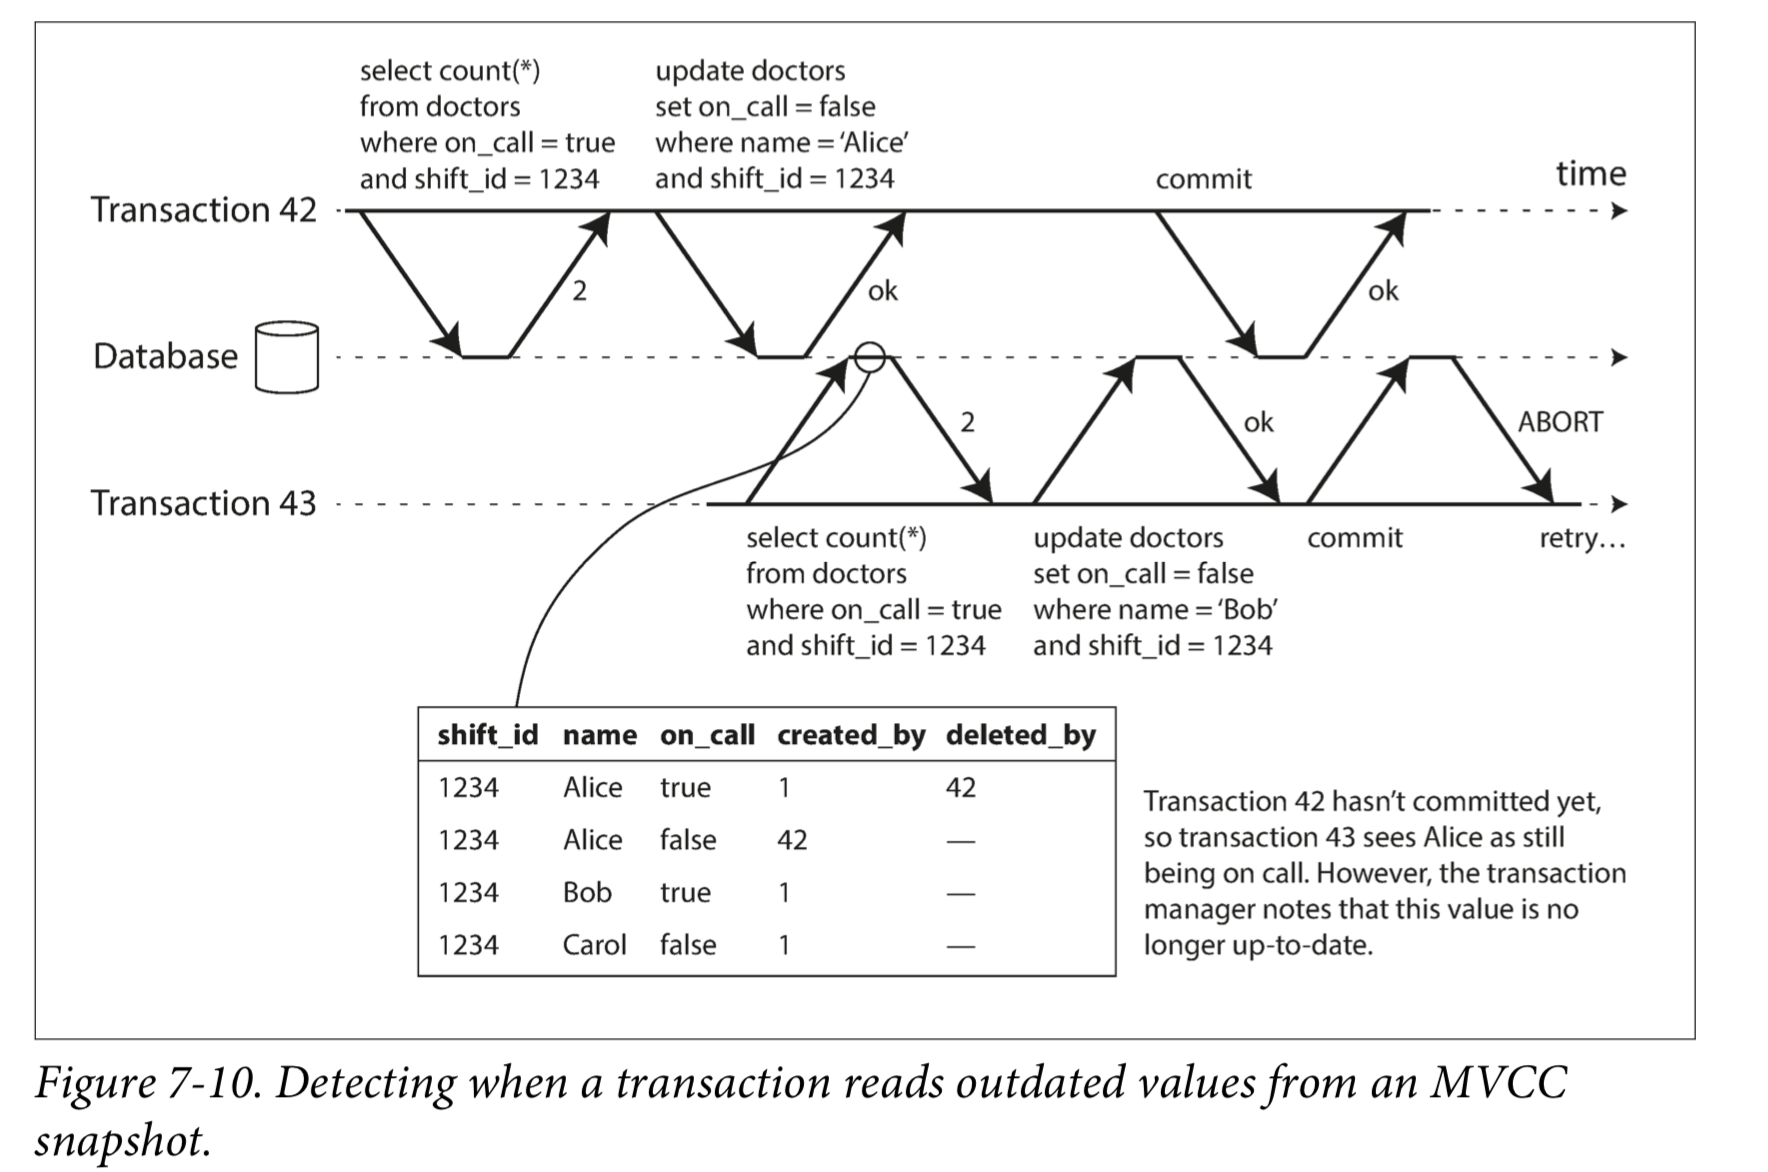 select count(*)
from doctors
where on_call = true
and shift_id = 1234
update doctors
set on_call = false
where name = ‘Alice’
and shift_id = 1234
commit
time
Transaction 42
2
ok
ok
Database
2
ok
ABORT
Transaction 43
select count(*)
from doctors
where on_call = true
and shift_id = 1234
update doctors
set on_call = false
where name = ‘Bob’
and shift_id = 1234
commit
retry…
shift_id name on_call created_by deleted_by
1234 Alice true 1 42
1234 Alice false 42 —
1234 Bob true 1 —
1234 Carol false 1 —
Transaction 42 hasn’t committed yet,
so transaction 43 sees Alice as still
being on call. However, the transaction
manager notes that this value is no
longer up-to-date.
Figure 7-10. Detecting when a transaction reads outdated values from an MVCC
snapshot.